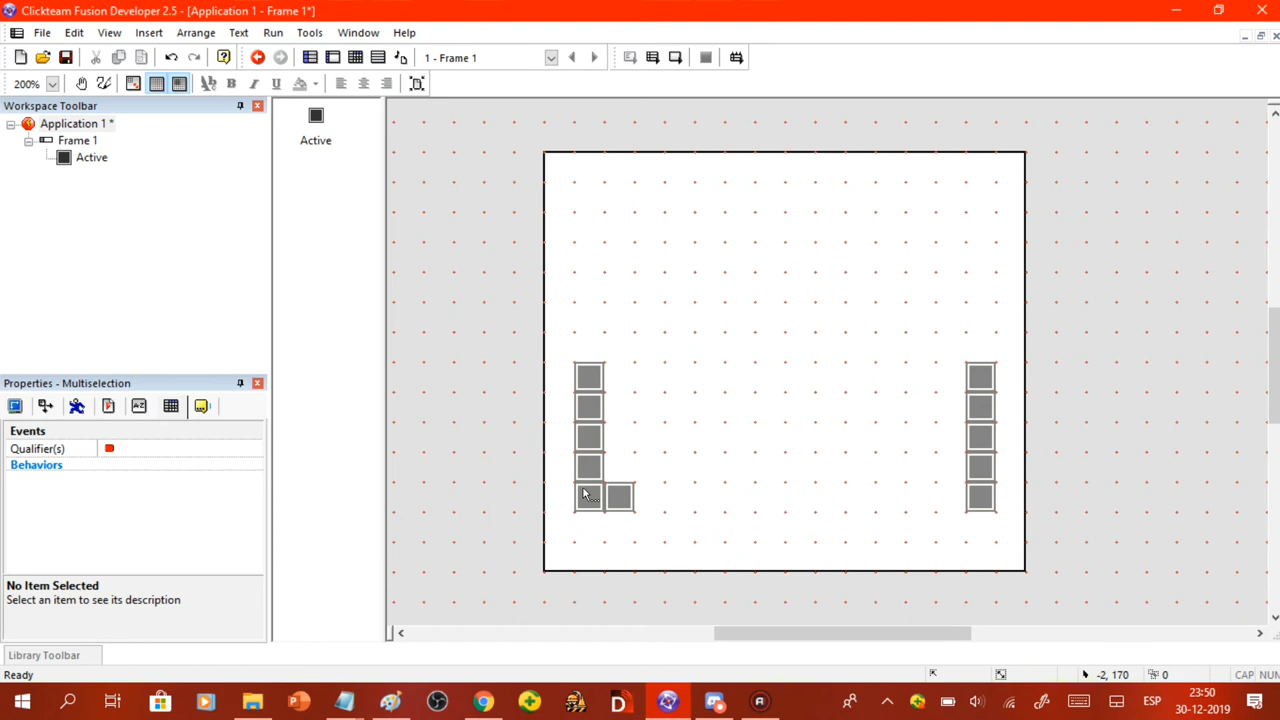 Clickteam Fusion Developer 2.5 - [Application 1 - Frame 1*]
File Edit View Insert Arrange Text Run Tools Window Help
1 - Frame 1
200%
Workspace Toolbar
Application 1 *
Frame 1
Active
Active
Properties - Multiselection
Events
Qualifier(s)
Behaviors
No Item Selected
Select an item to see its description
Library Toolbar
Ready
-2, 170
0
CAP
NUM
ESP
23:50
30-12-2019